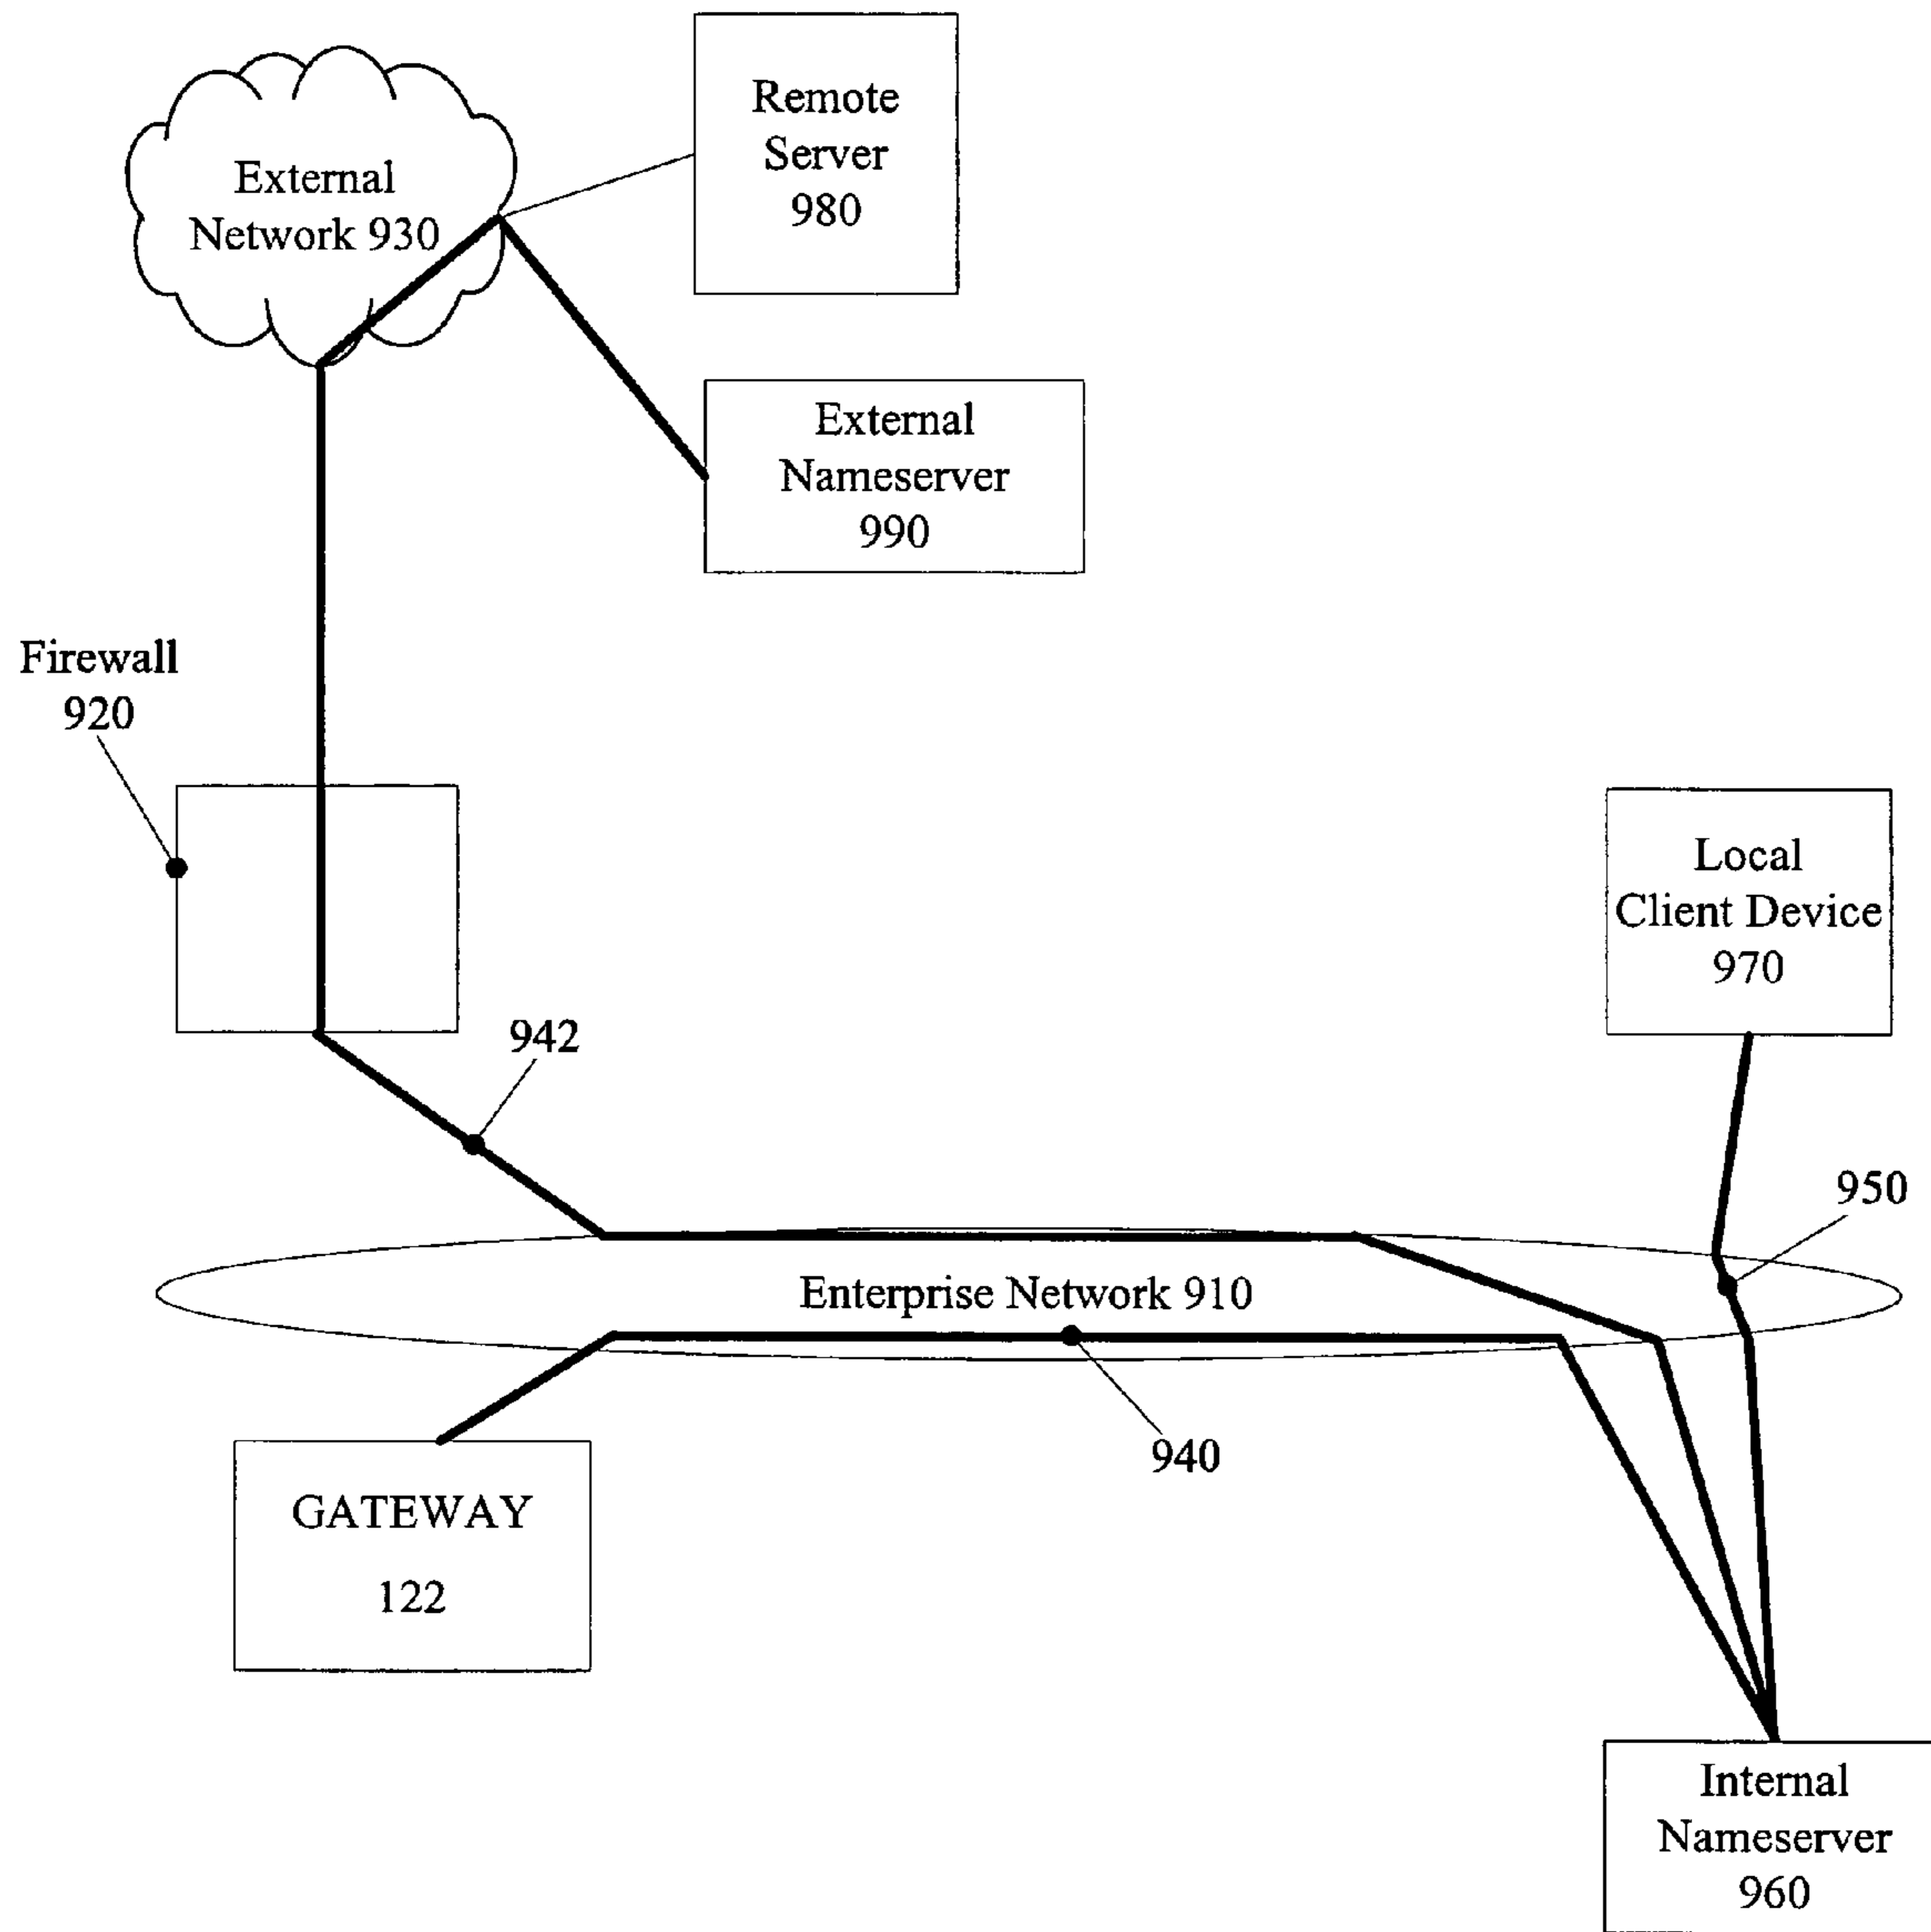 Remote
Server
980
External
Network 930
External
Nameserver
990
Firewall
920
Local
Client Device
970
942
950
Enterprise Network 910
940
GATEWAY
122
Internal
Nameserver
960